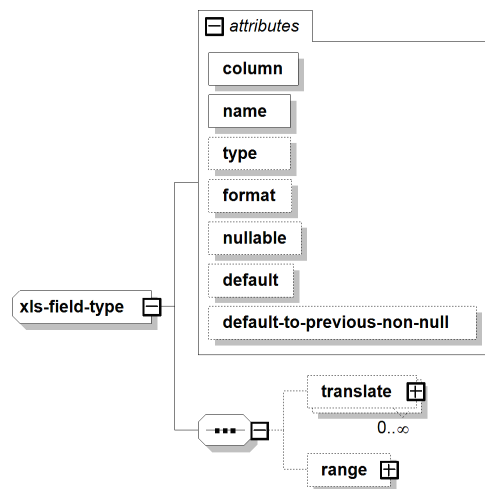 attributes
column
name
type
format
nullable
default
default-to-previous-non-null
xls-field-type
translate
0..∞
range